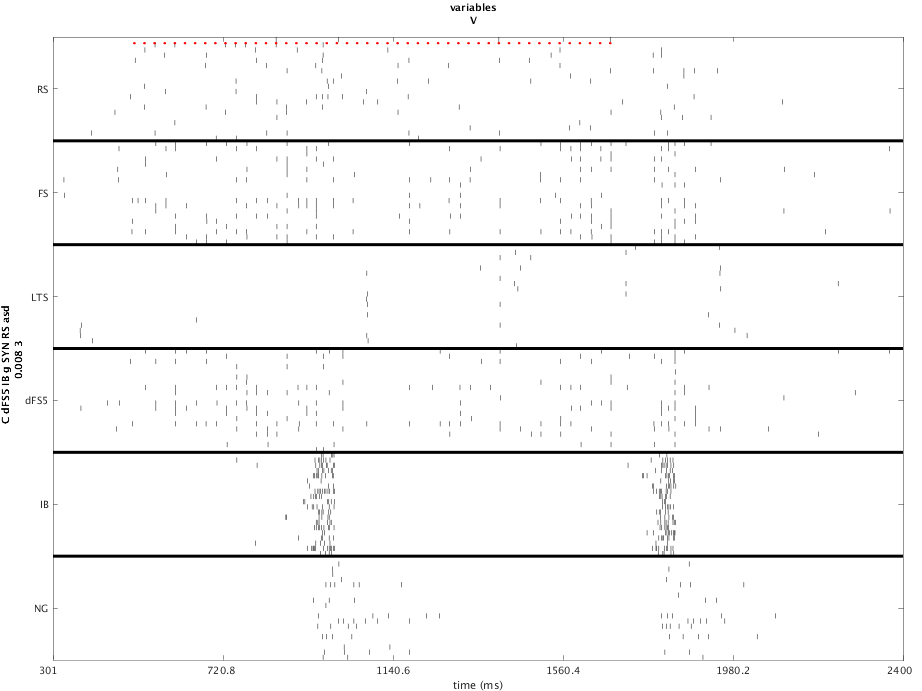 variables
V
C dFS5 IB g SYN RS asd
0.008 3
RS
FS
LTS
dFS5
IB
NG
301
720.8
1140.6
1560.4
1980.2
2400
time (ms)